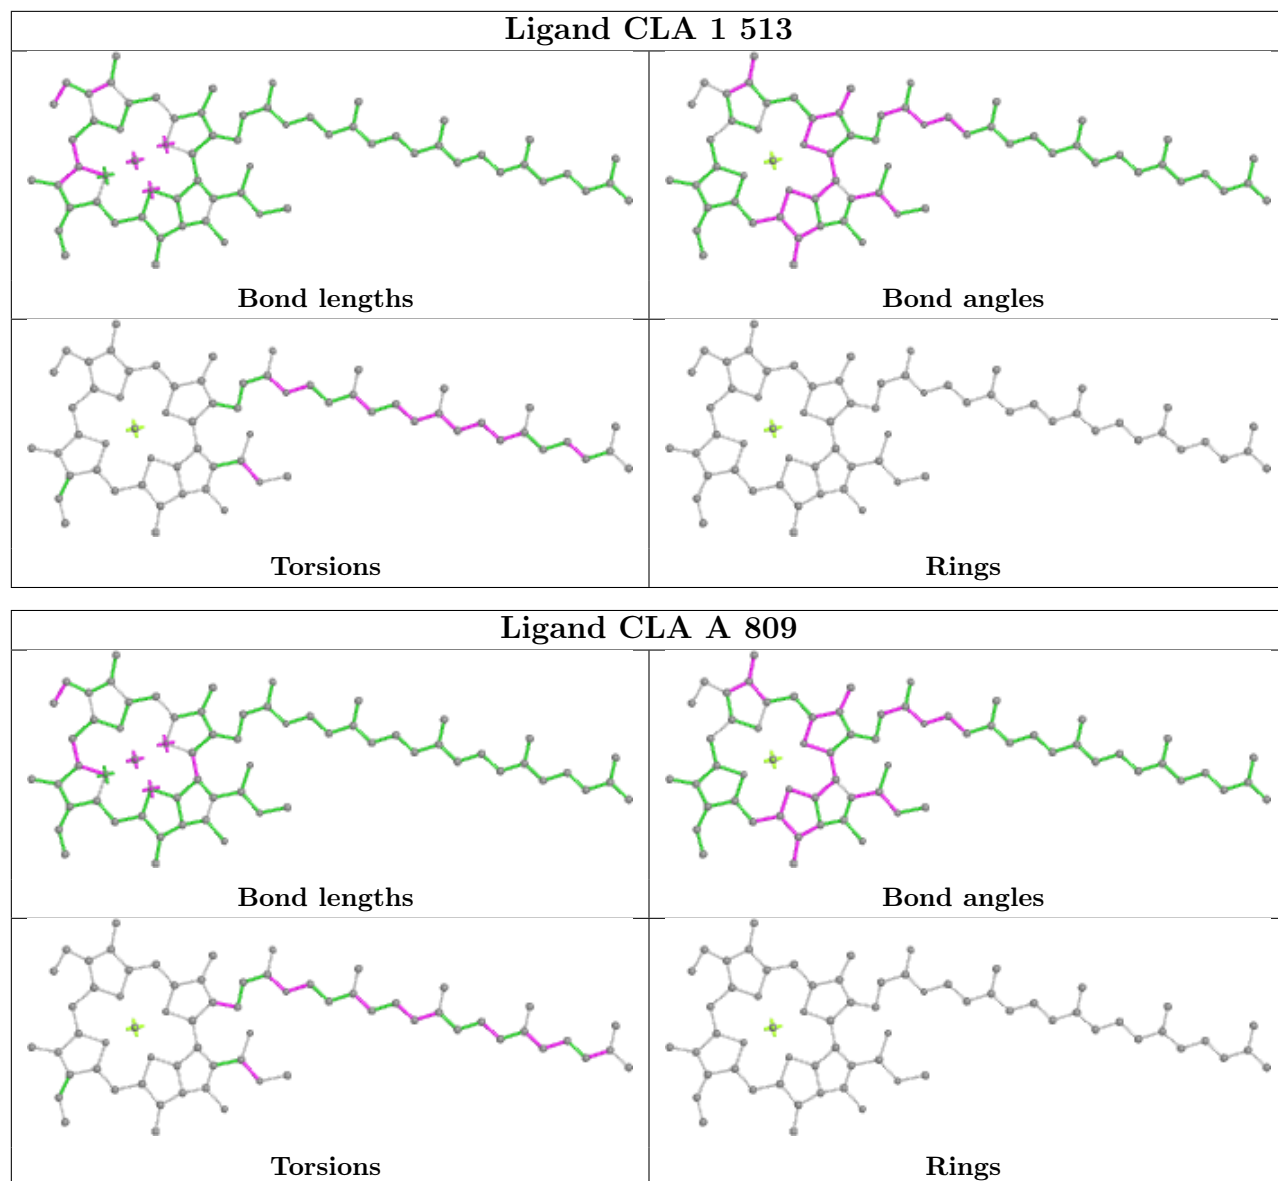 Ligand CLA 1 513
Bond lengths
Bond angles
Torsions
Rings
Ligand CLA A 809
Bond lengths
Bond angles
Torsions
Rings